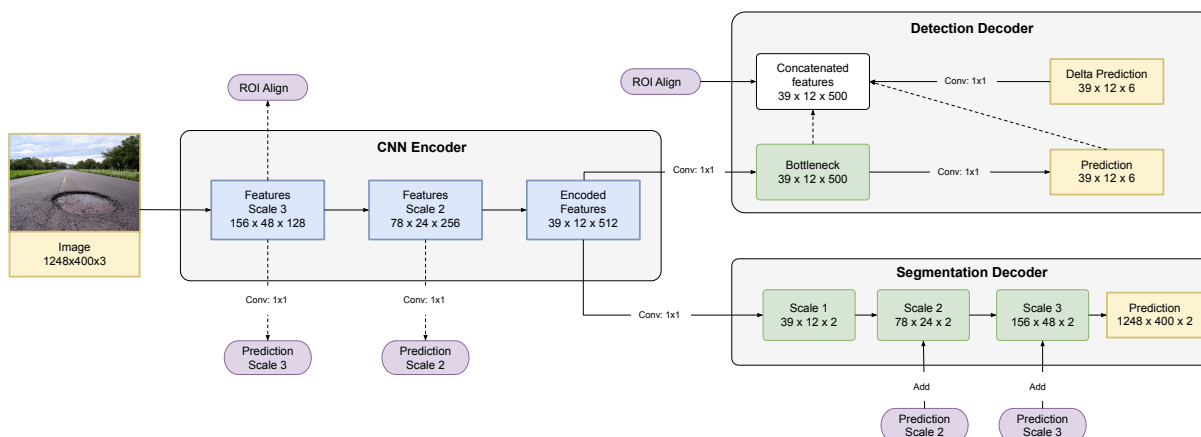 Detection Decoder
ROI Align
ROI Align
Concatenated
features
39 x 12 x 500
Conv: 1x1
Delta Prediction
39 x 12 x 6
CNN Encoder
Image
1248x400x3
Features
Scale 3
156 x 48 x 128
Features
Scale 2
78 x 24 x 256
Encoded
Features
39 x 12 x 512
Conv: 1x1
Bottleneck
39 x 12 x 500
Conv: 1x1
Prediction
39 x 12 x 6
Conv: 1x1
Conv: 1x1
Prediction
Scale 3
Prediction
Scale 2
Conv: 1x1
Segmentation Decoder
Scale 1
39 x 12 x 2
Scale 2
78 x 24 x 2
Scale 3
156 x 48 x 2
Prediction
1248 x 400 x 2
Add
Add
Prediction
Scale 2
Prediction
Scale 3